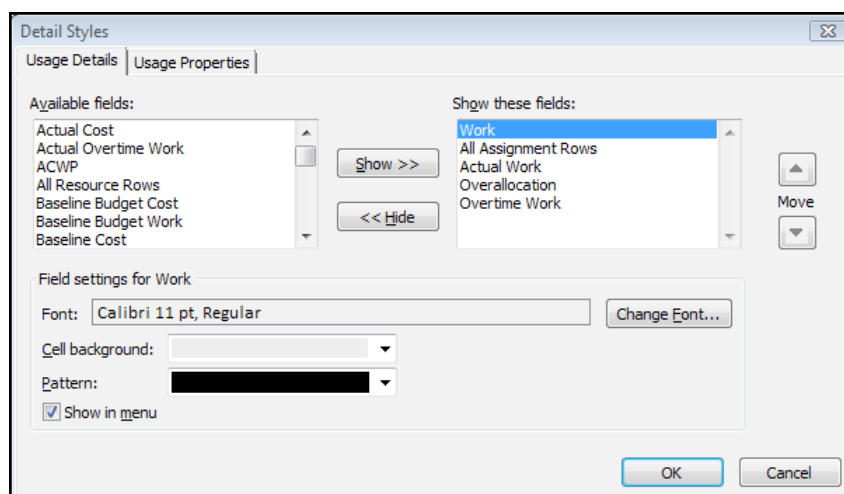 Detail Styles
Usage Details
Usage Properties
Available fields:
Actual Cost
Actual Overtime Work
ACWP
All Resource Rows
Baseline Budget Cost
Baseline Budget Work
Baseline Cost
Show >>
<< Hide
Show these fields:
Work
All Assignment Rows
Actual Work
Overallocation
Overtime Work
Move
Field settings for Work
Font:
Calibri 11 pt, Regular
Change Font...
Cell background:
Pattern:
Show in menu
OK
Cancel